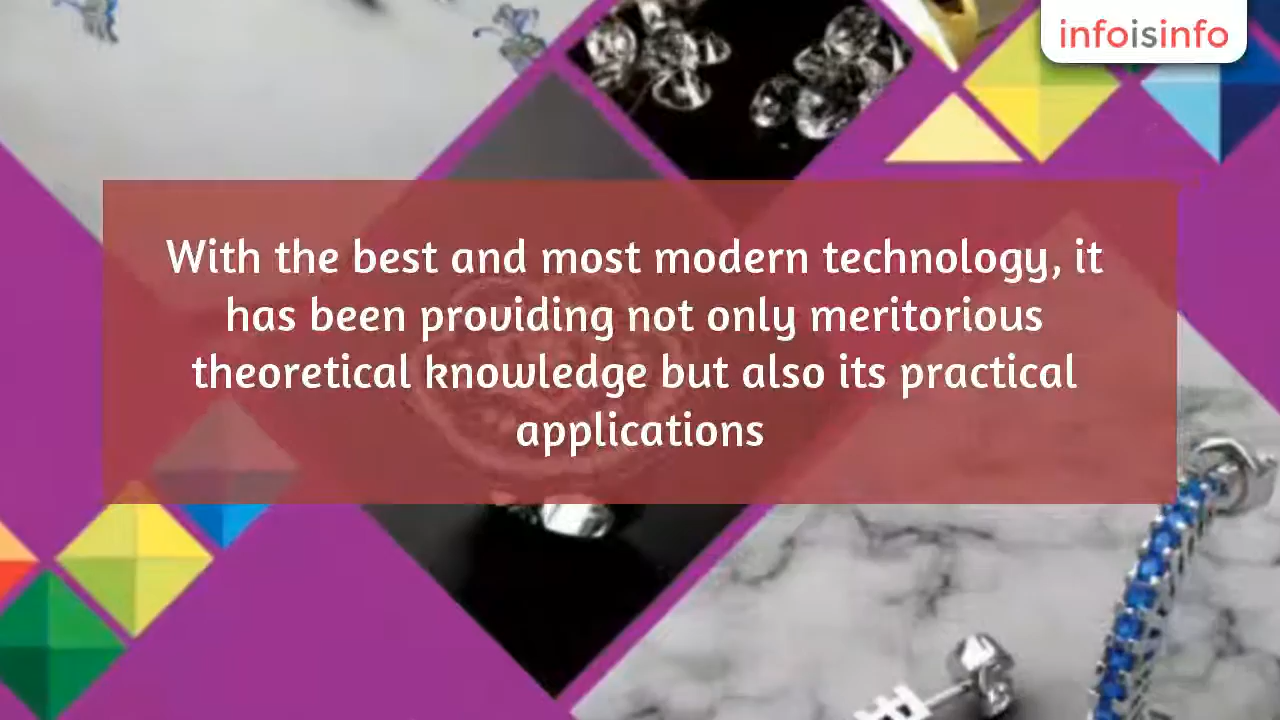 infoisinfo
With the best and most modern technology, it
has been providing not only meritorious
theoretical knowledge but also its practical
applications